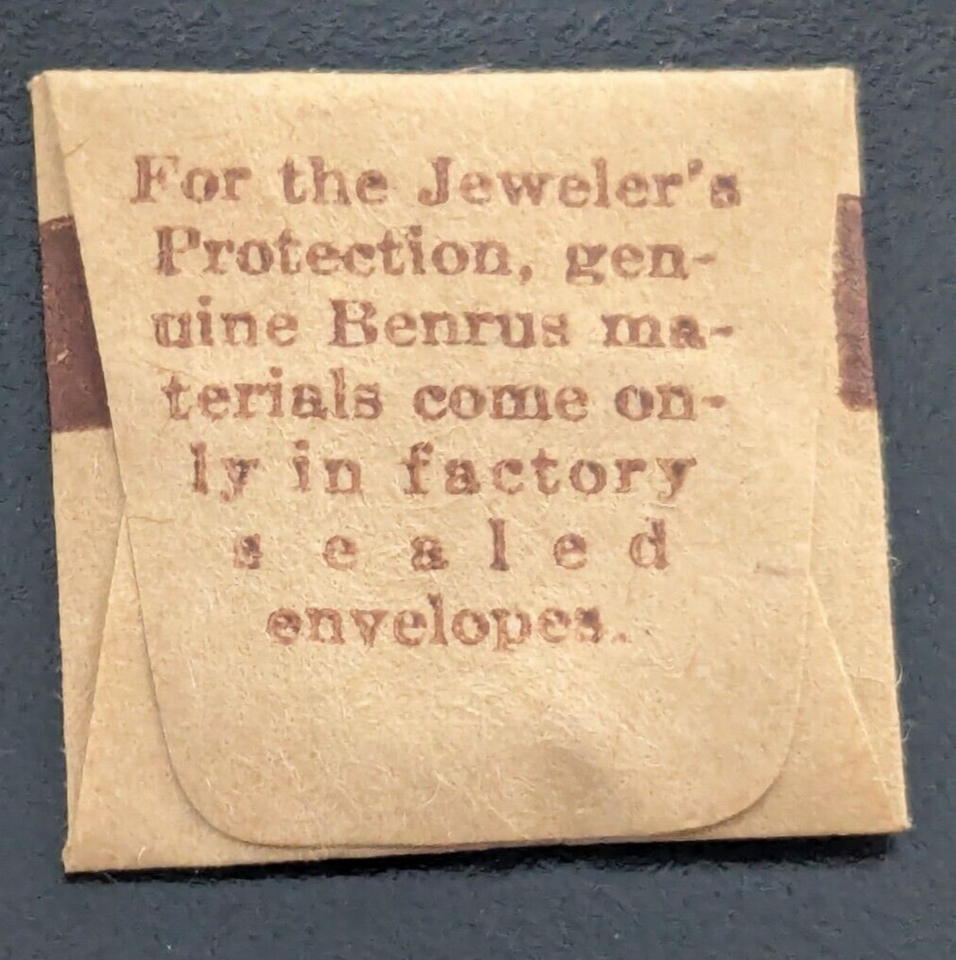 For the Jeweler's
Protection, gen-
uine Benrus ma-
terials come on-
ly in factory
s e a l e d
envelopes.